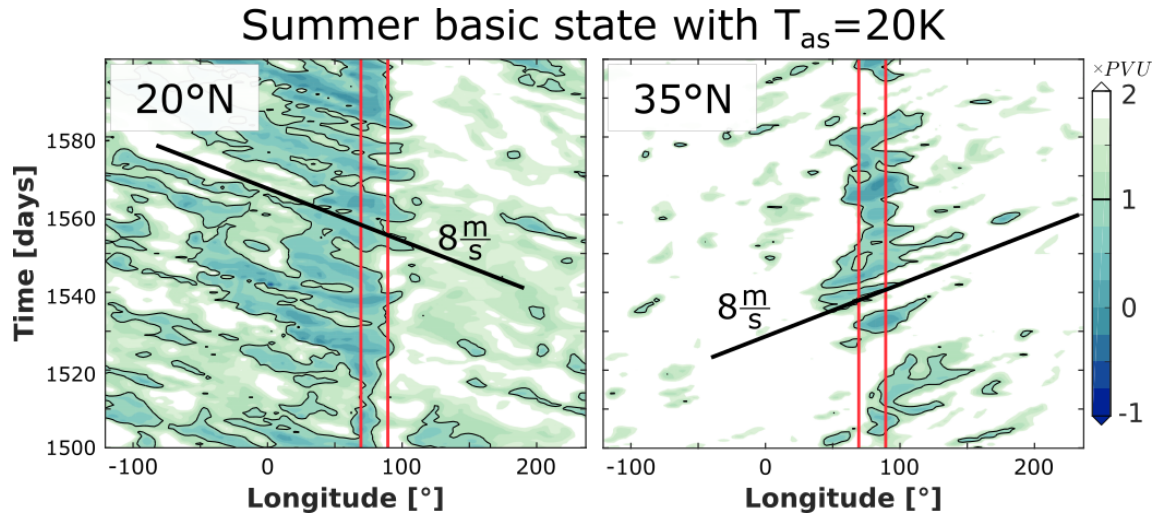 Summer basic state with T_as=20K
20°N
35°N
×PVU
2
1
0
-1
1580
1560
1540
1520
1500
Time [days]
8 m/s
8 m/s
-100 0 100 200
-100 0 100 200
Longitude [°]
Longitude [°]